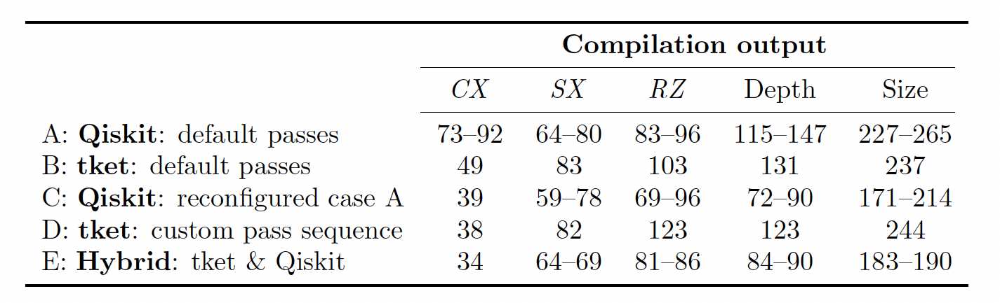 Compilation output
CX SX RZ Depth Size
A: Qiskit: default passes 73–92 64–80 83–96 115–147 227–265
B: tket: default passes 49 83 103 131 237
C: Qiskit: reconfigured case A 39 59–78 69–96 72–90 171–214
D: tket: custom pass sequence 38 82 123 123 244
E: Hybrid: tket & Qiskit 34 64–69 81–86 84–90 183–190